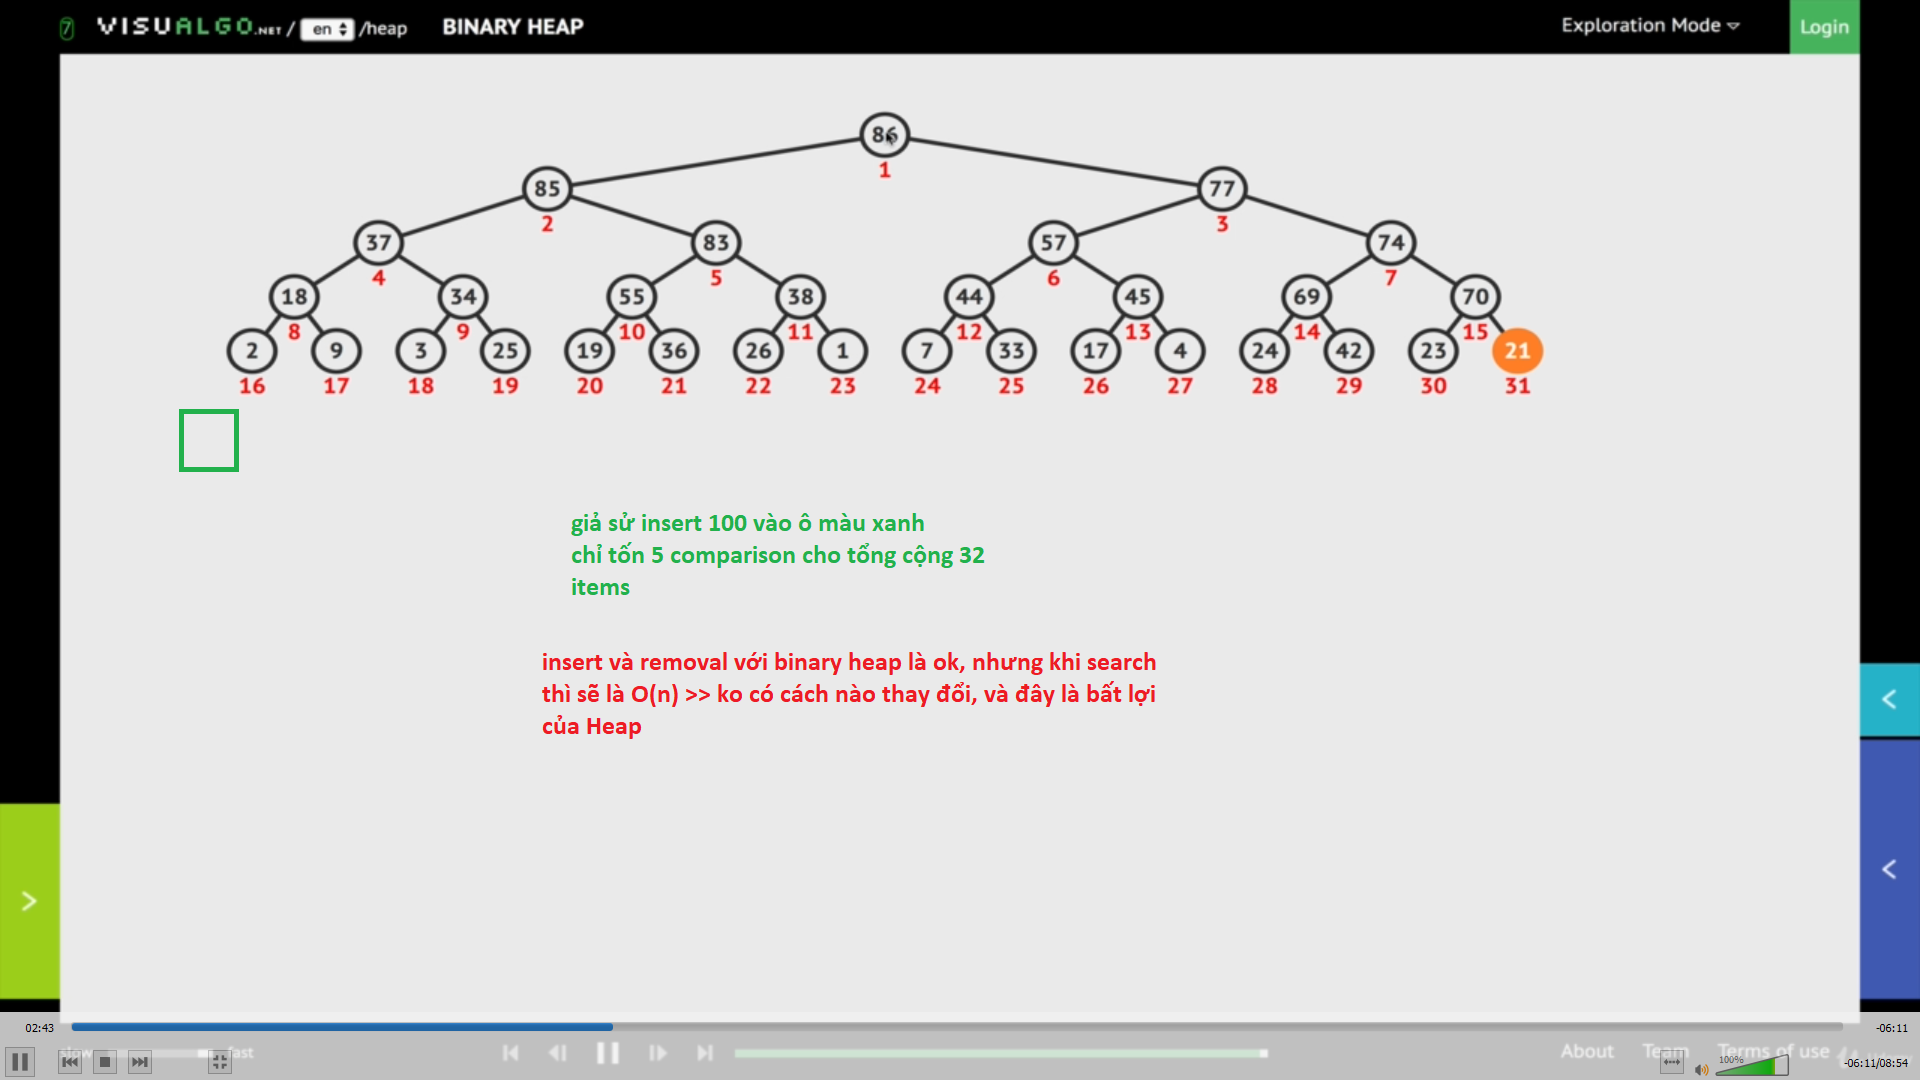 7 VISUALGO.NET / en /heap BINARY HEAP Exploration Mode Login
86
1
85 77
2 3
37 83 57 74
4 5 6 7
18 34 55 38 44 45 69 70
8 9 10 11 12 13 14 15
2 9 3 25 19 36 26 1 7 33 17 4 24 42 23 21
16 17 18 19 20 21 22 23 24 25 26 27 28 29 30 31
giả sử insert 100 vào ô màu xanh
chỉ tốn 5 comparison cho tổng cộng 32
items
insert và removal với binary heap là ok, nhưng khi search
thì sẽ là O(n) >> ko có cách nào thay đổi, và đây là bất lợi
của Heap
02:43 -06:11
slow fast About Team Terms of use
100% -06:11/08:54